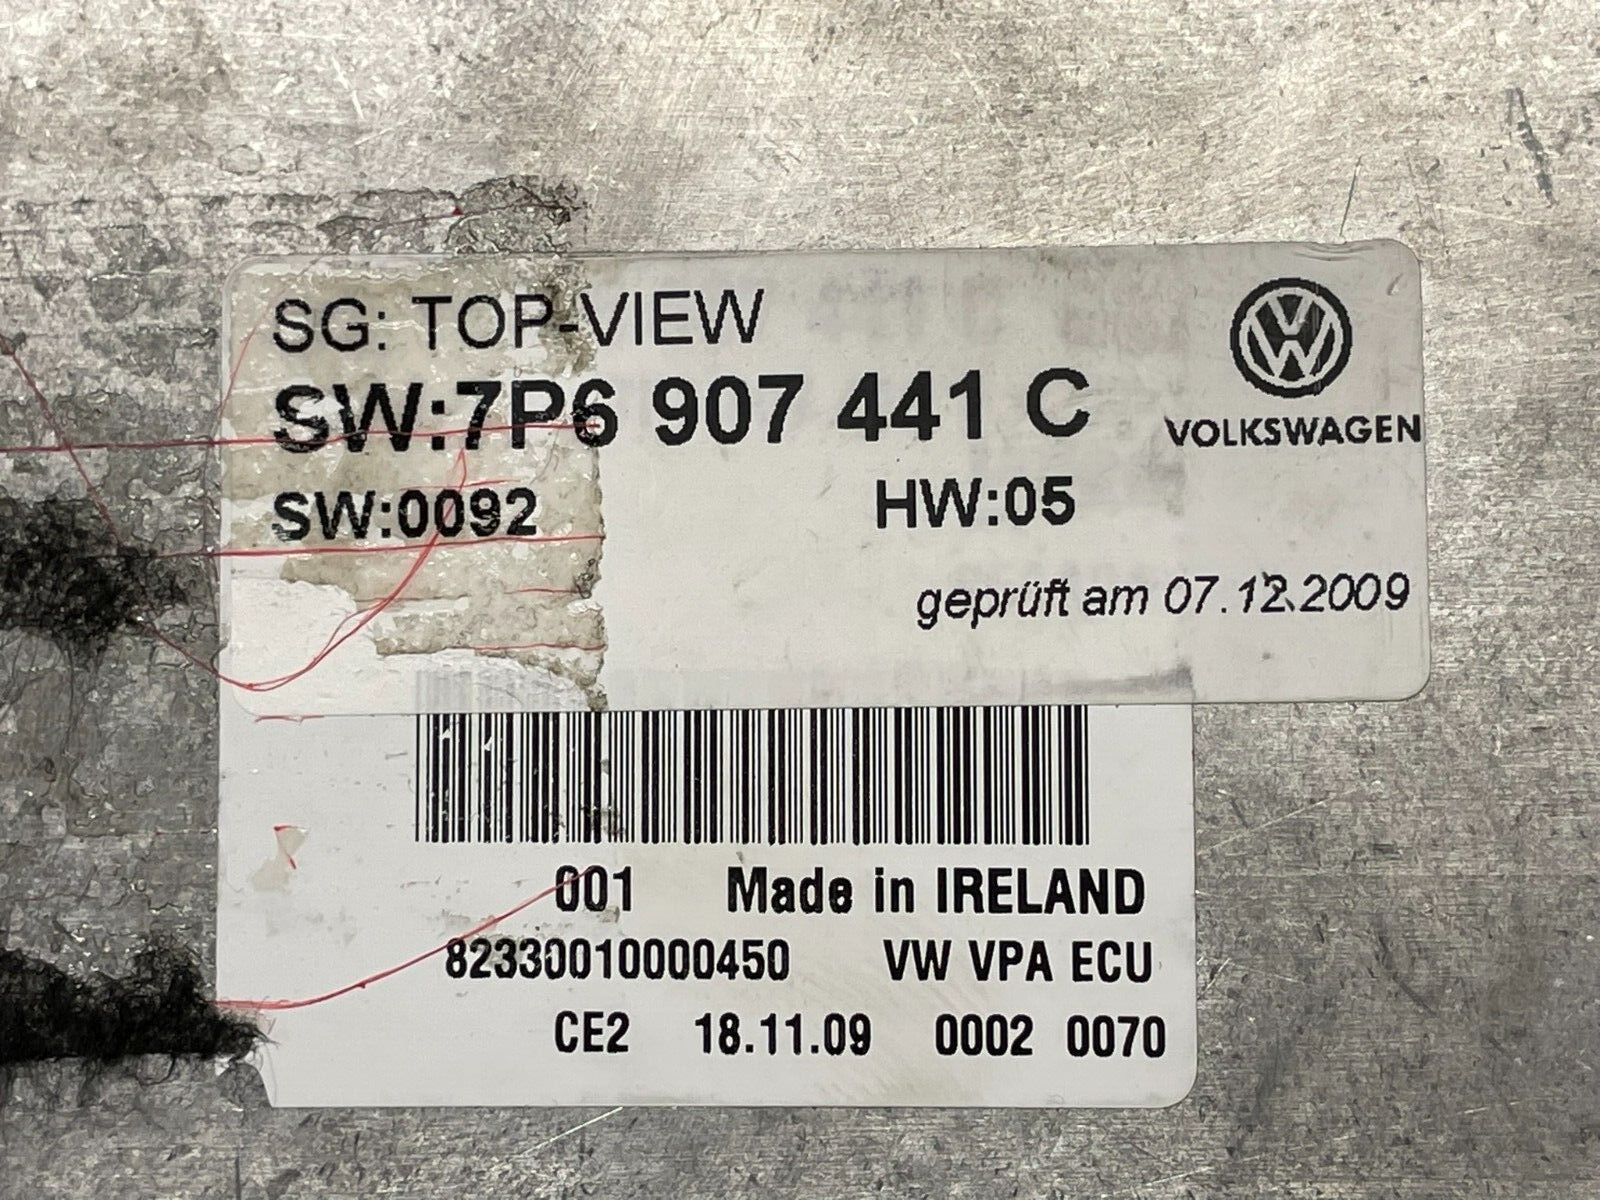 SG: TOP-VIEW
SW:7P6 907 441 C
VOLKSWAGEN
SW:0092 HW:05
geprüft am 07.12.2009
001 Made in IRELAND
82330010000450 VW VPA ECU
CE2 18.11.09 0002 0070